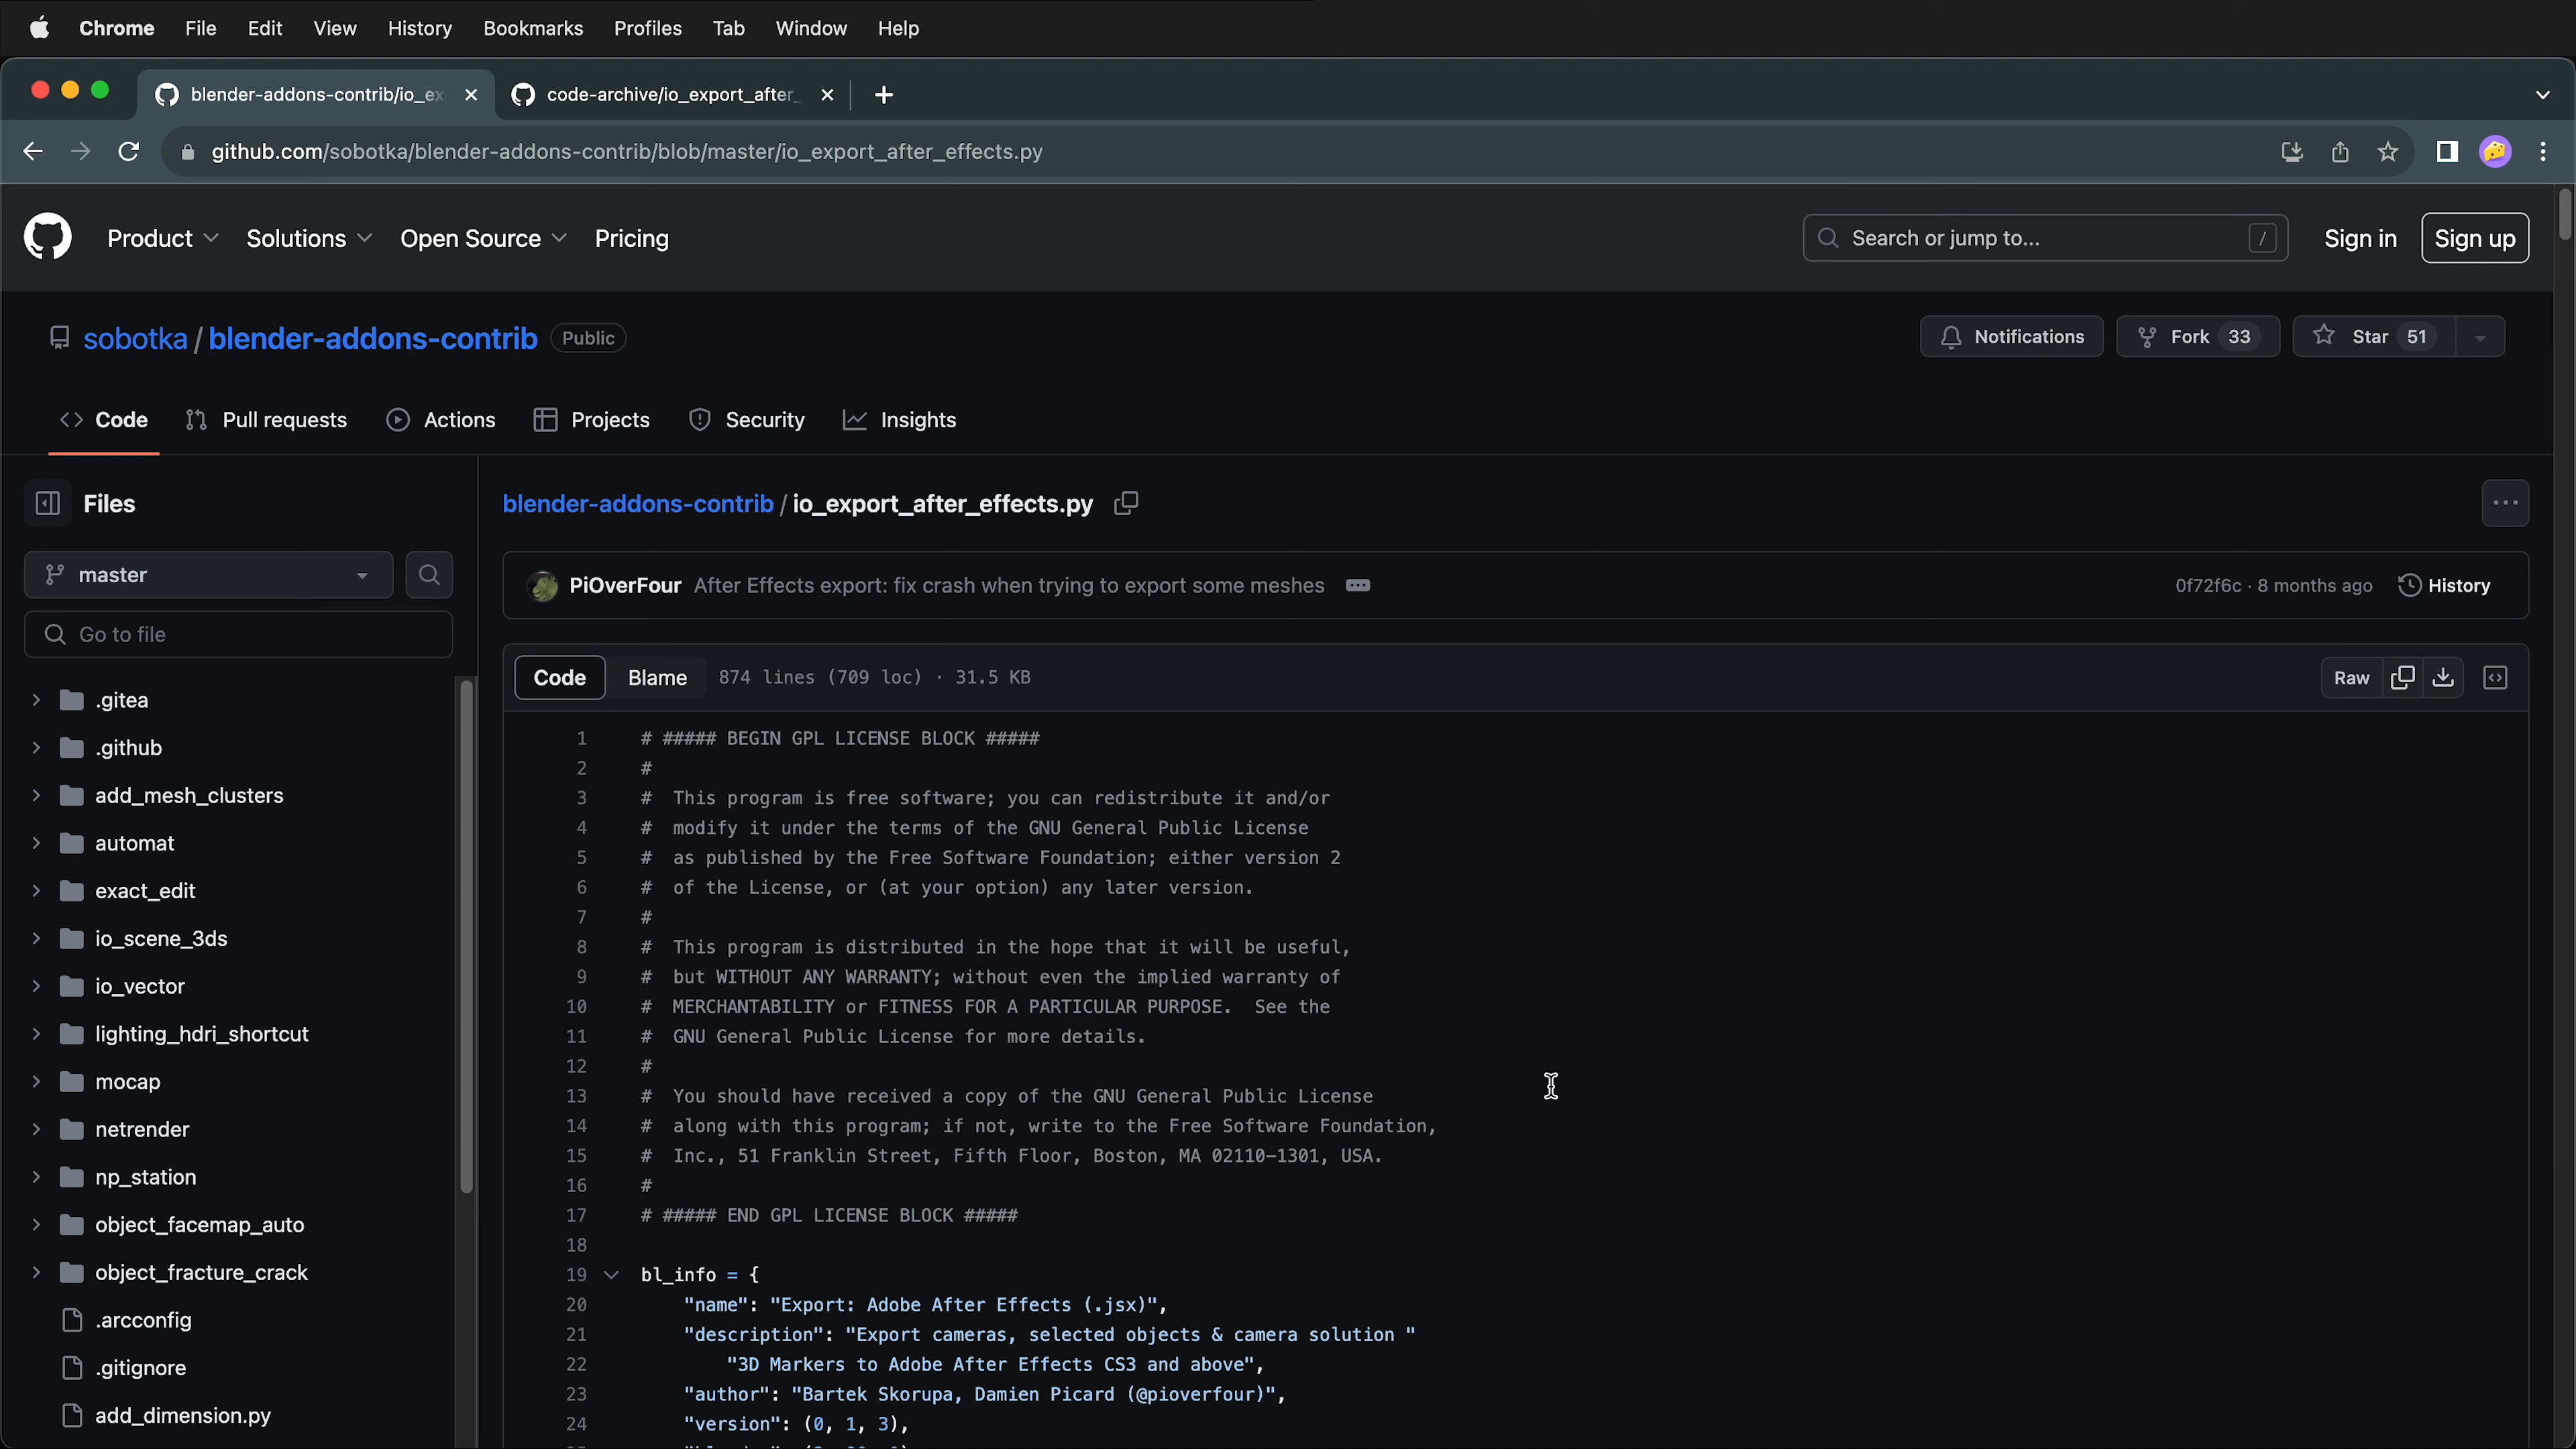 Chrome File Edit View History Bookmarks Profiles Tab Window Help
blender-addons-contrib/io_ex code-archive/io_export_after_
github.com/sobotka/blender-addons-contrib/blob/master/io_export_after_effects.py
Product Solutions Open Source Pricing Search or jump to... / Sign in Sign up
sobotka / blender-addons-contrib Public Notifications Fork 33 Star 51
Code Pull requests Actions Projects Security Insights
Files
master
Go to file
.gitea
.github
add_mesh_clusters
automat
exact_edit
io_scene_3ds
io_vector
lighting_hdri_shortcut
mocap
netrender
np_station
object_facemap_auto
object_fracture_crack
.arcconfig
.gitignore
add_dimension.py
blender-addons-contrib / io_export_after_effects.py
PiOverFour After Effects export: fix crash when trying to export some meshes 0f72f6c · 8 months ago History
Code Blame 874 lines (709 loc) · 31.5 KB Raw
1 # ##### BEGIN GPL LICENSE BLOCK #####
2 #
3 # This program is free software; you can redistribute it and/or
4 # modify it under the terms of the GNU General Public License
5 # as published by the Free Software Foundation; either version 2
6 # of the License, or (at your option) any later version.
7 #
8 # This program is distributed in the hope that it will be useful,
9 # but WITHOUT ANY WARRANTY; without even the implied warranty of
10 # MERCHANTABILITY or FITNESS FOR A PARTICULAR PURPOSE. See the
11 # GNU General Public License for more details.
12 #
13 # You should have received a copy of the GNU General Public License
14 # along with this program; if not, write to the Free Software Foundation,
15 # Inc., 51 Franklin Street, Fifth Floor, Boston, MA 02110-1301, USA.
16 #
17 # ##### END GPL LICENSE BLOCK #####
18
19 bl_info = {
20 "name": "Export: Adobe After Effects (.jsx)",
21 "description": "Export cameras, selected objects & camera solution "
22 "3D Markers to Adobe After Effects CS3 and above",
23 "author": "Bartek Skorupa, Damien Picard (@pioverfour)",
24 "version": (0, 1, 3),